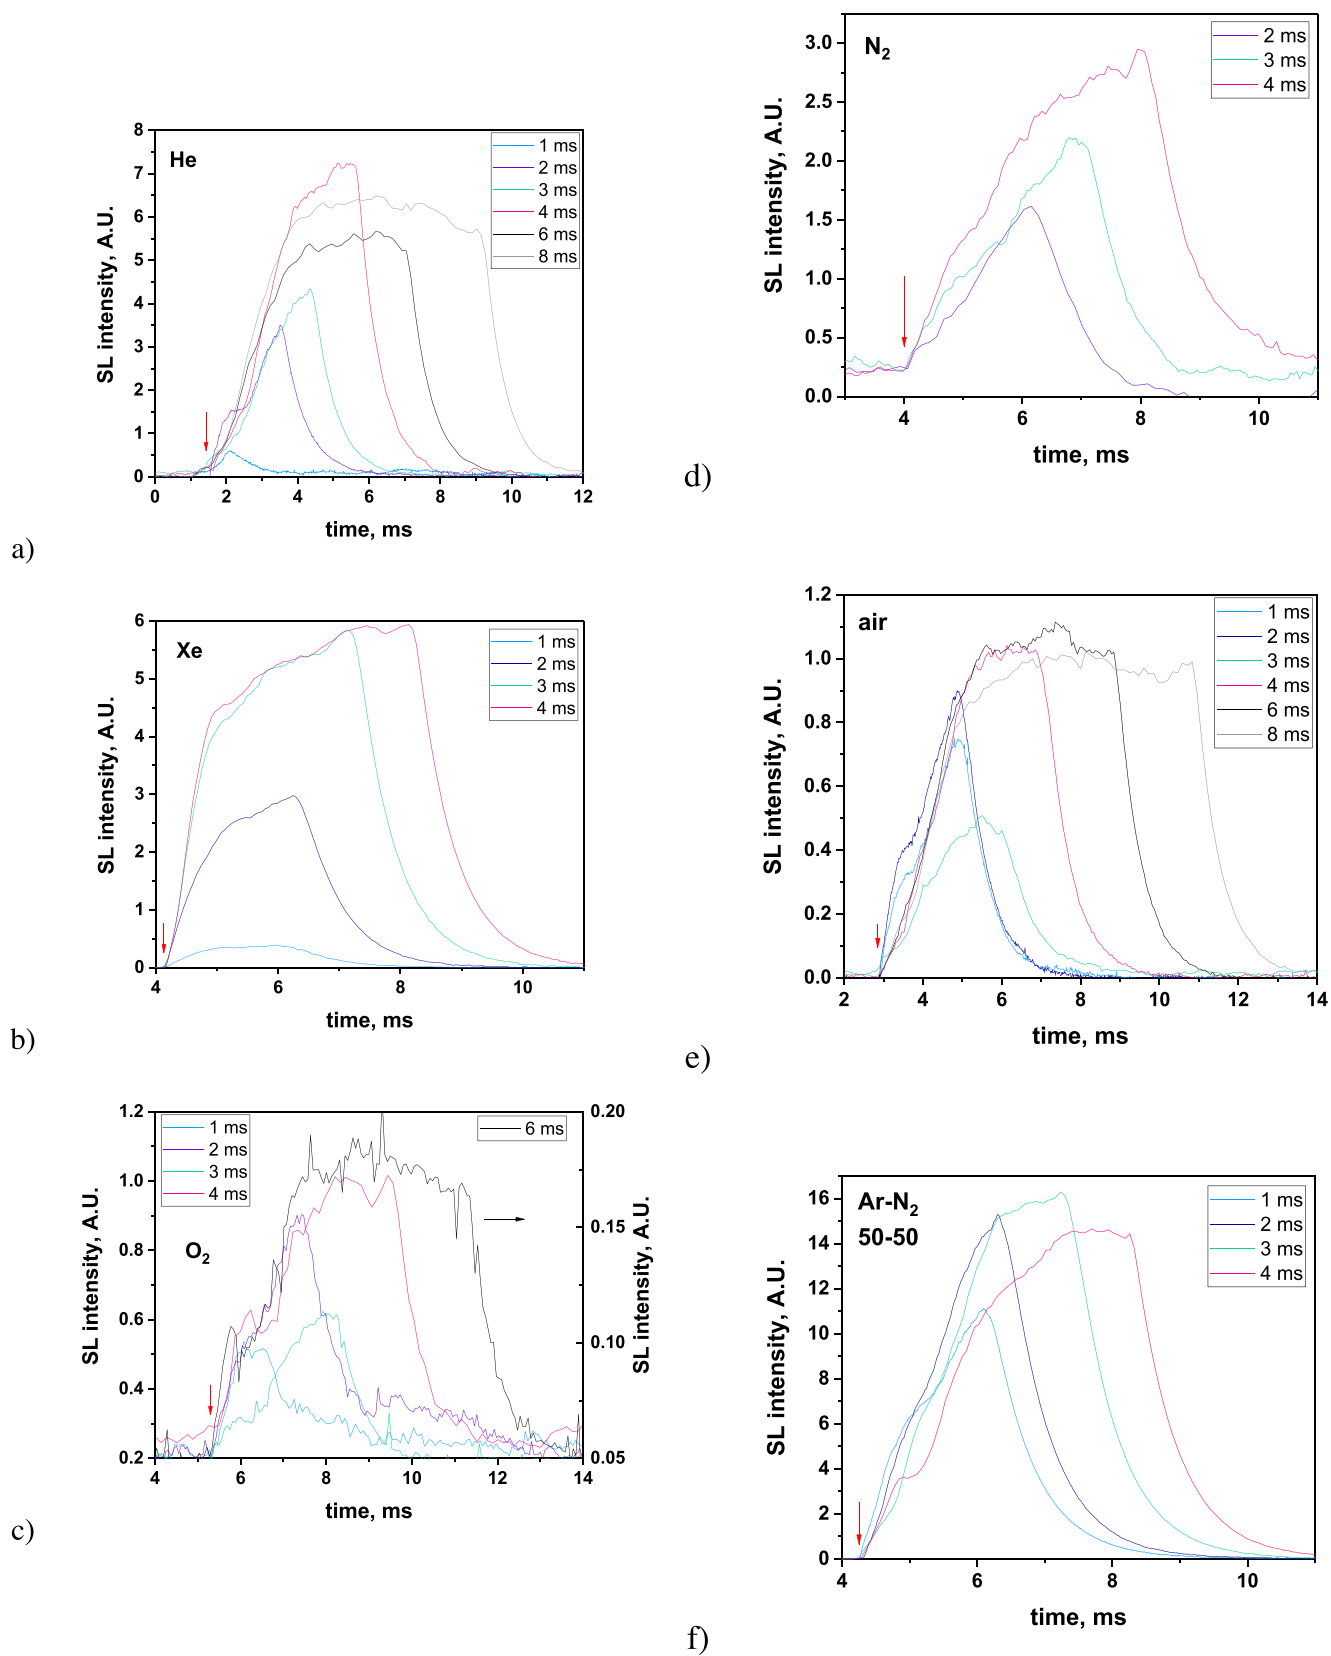 He
1 ms
2 ms
3 ms
4 ms
6 ms
8 ms
8
7
6
5
4
3
2
1
0
0 2 4 6 8 10 12
SL intensity, A.U.
time, ms
a)
Xe
1 ms
2 ms
3 ms
4 ms
6
5
4
3
2
1
0
4 6 8 10
SL intensity, A.U.
time, ms
b)
O2
1 ms
2 ms
3 ms
4 ms
6 ms
1.2
1.0
0.8
0.6
0.4
0.2
0.20
0.15
0.10
0.05
4 6 8 10 12 14
SL intensity, A.U.
SL intensity, A.U.
time, ms
c)
N2
2 ms
3 ms
4 ms
3.0
2.5
2.0
1.5
1.0
0.5
0.0
4 6 8 10
SL intensity, A.U.
time, ms
d)
air
1 ms
2 ms
3 ms
4 ms
6 ms
8 ms
1.2
1.0
0.8
0.6
0.4
0.2
0.0
2 4 6 8 10 12 14
SL intensity, A.U.
time, ms
e)
Ar-N2
50-50
1 ms
2 ms
3 ms
4 ms
16
14
12
10
8
6
4
2
0
4 6 8 10
SL intensity, A.U.
time, ms
f)